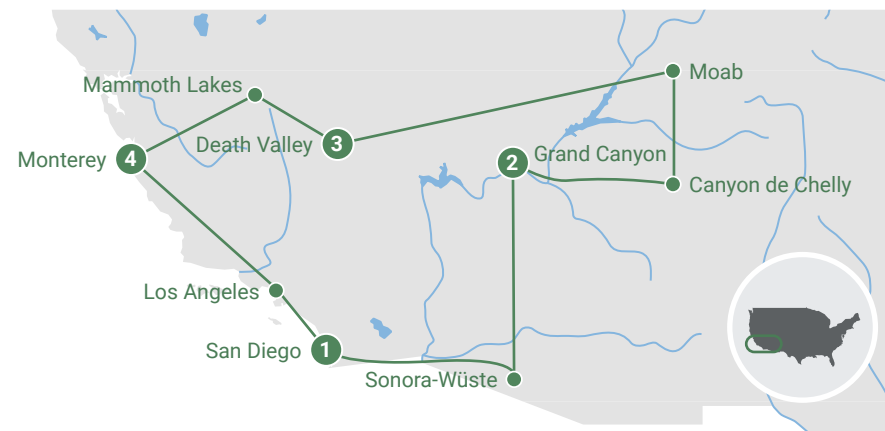 Moab
Mammoth Lakes
Death Valley
3
Grand Canyon
2
Monterey
4
Canyon de Chelly
Los Angeles
San Diego
1
Sonora-Wüste